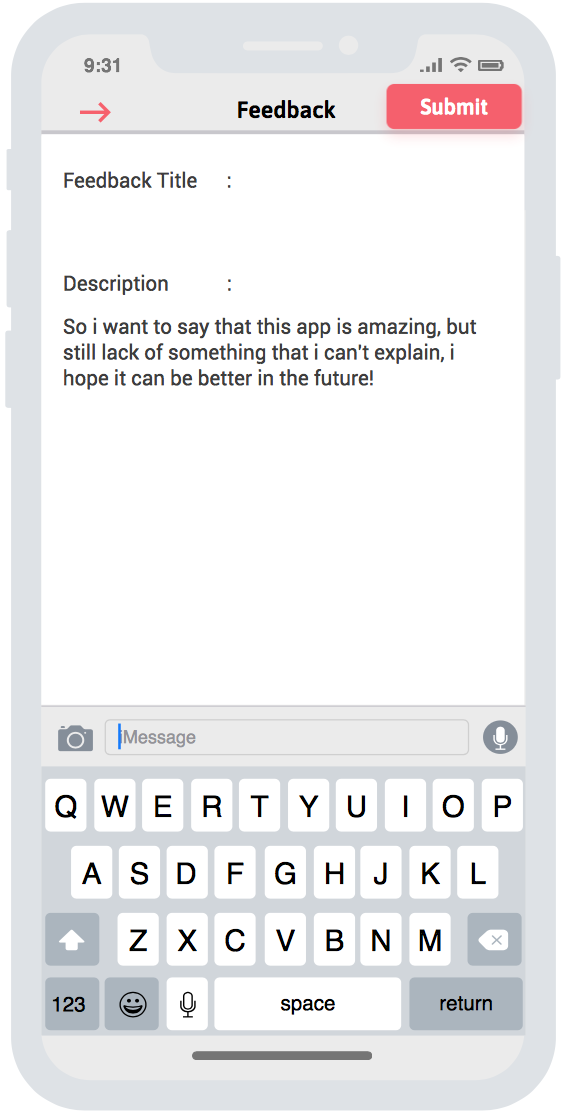 9:31
Feedback
Submit
Feedback Title :
Description :
So i want to say that this app is amazing, but
still lack of something that i can't explain, i
hope it can be better in the future!
iMessage
Q W E R T Y U I O P
A S D F G H J K L
Z X C V B N M
123 space return